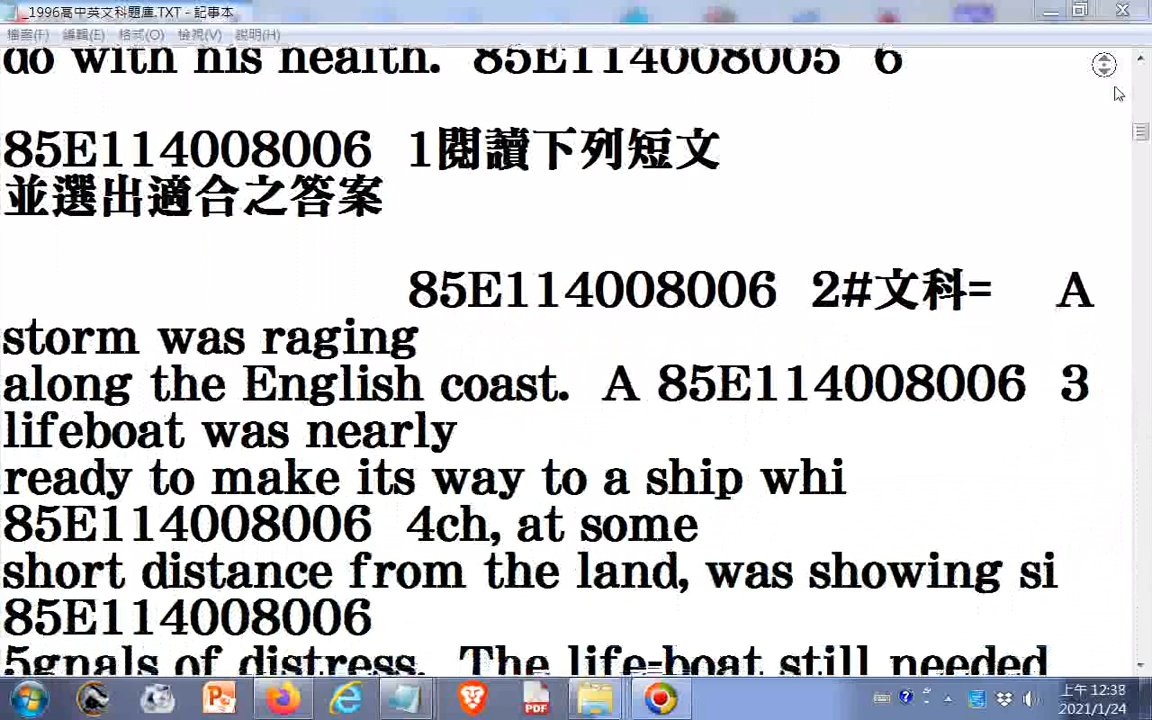 _1996高中英文科題庫.TXT - 記事本
檔案(F) 編輯(E) 格式(O) 檢視(V) 說明(H)
do with his health.  85E114008005  6
85E114008006  1閱讀下列短文
並選出適合之答案
85E114008006  2#文科=    A
storm was raging
along the English coast.  A 85E114008006  3
lifeboat was nearly
ready to make its way to a ship whi
85E114008006  4ch, at some
short distance from the land, was showing si
85E114008006
5gnals of distress.  The life-boat still needed
PDF
上午 12:38
2021/1/24